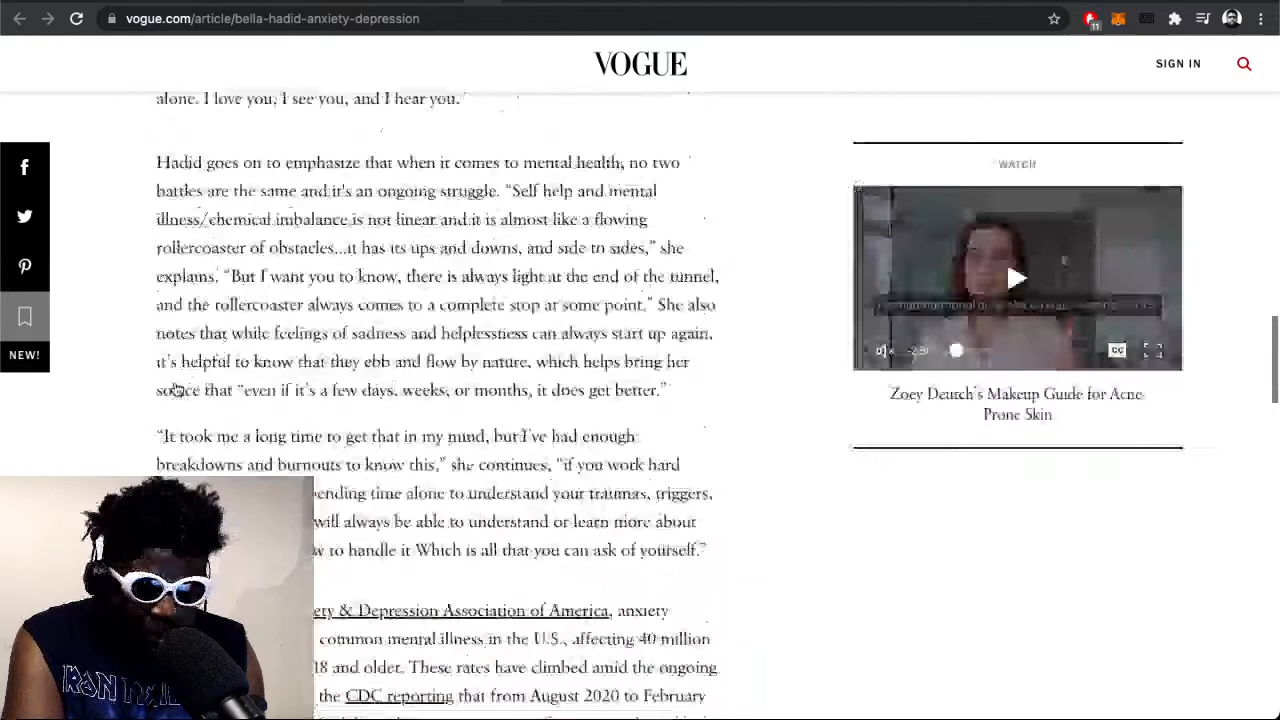 vogue.com/article/bella-hadid-anxiety-depression
11
VOGUE
SIGN IN
alone. I love you, I see you, and I hear you.”
Hadid goes on to emphasize that when it comes to mental health, no two
battles are the same and it's an ongoing struggle. “Self help and mental
illness/chemical imbalance is not linear and it is almost like a flowing
rollercoaster of obstacles...it has its ups and downs, and side to sides,” she
explains. “But I want you to know, there is always light at the end of the tunnel,
and the rollercoaster always comes to a complete stop at some point.” She also
notes that while feelings of sadness and helplessness can always start up again,
it’s helpful to know that they ebb and flow by nature, which helps bring her
solace that “even if it’s a few days, weeks, or months, it does get better.”
“It took me a long time to get that in my mind, but I’ve had enough
breakdowns and burnouts to know this,” she continues, “if you work hard
ending time alone to understand your traumas, triggers,
will always be able to understand or learn more about
w to handle it Which is all that you can ask of yourself.”
ety & Depression Association of America, anxiety
common mental illness in the U.S., affecting 40 million
18 and older. These rates have climbed amid the ongoing
the CDC reporting that from August 2020 to February
NEW!
WATCH
CC
Zoey Deutch’s Makeup Guide for Acne
Prone Skin
IRON